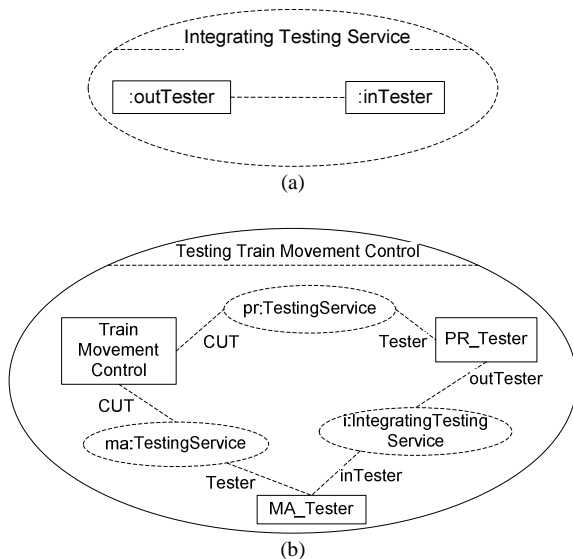 Integrating Testing Service
:outTester
:inTester
(a)
Testing Train Movement Control
pr:TestingService
Train
Movement
Control
CUT
Tester
PR_Tester
outTester
CUT
i:IntegratingTesting
Service
ma:TestingService
Tester
inTester
MA_Tester
(b)